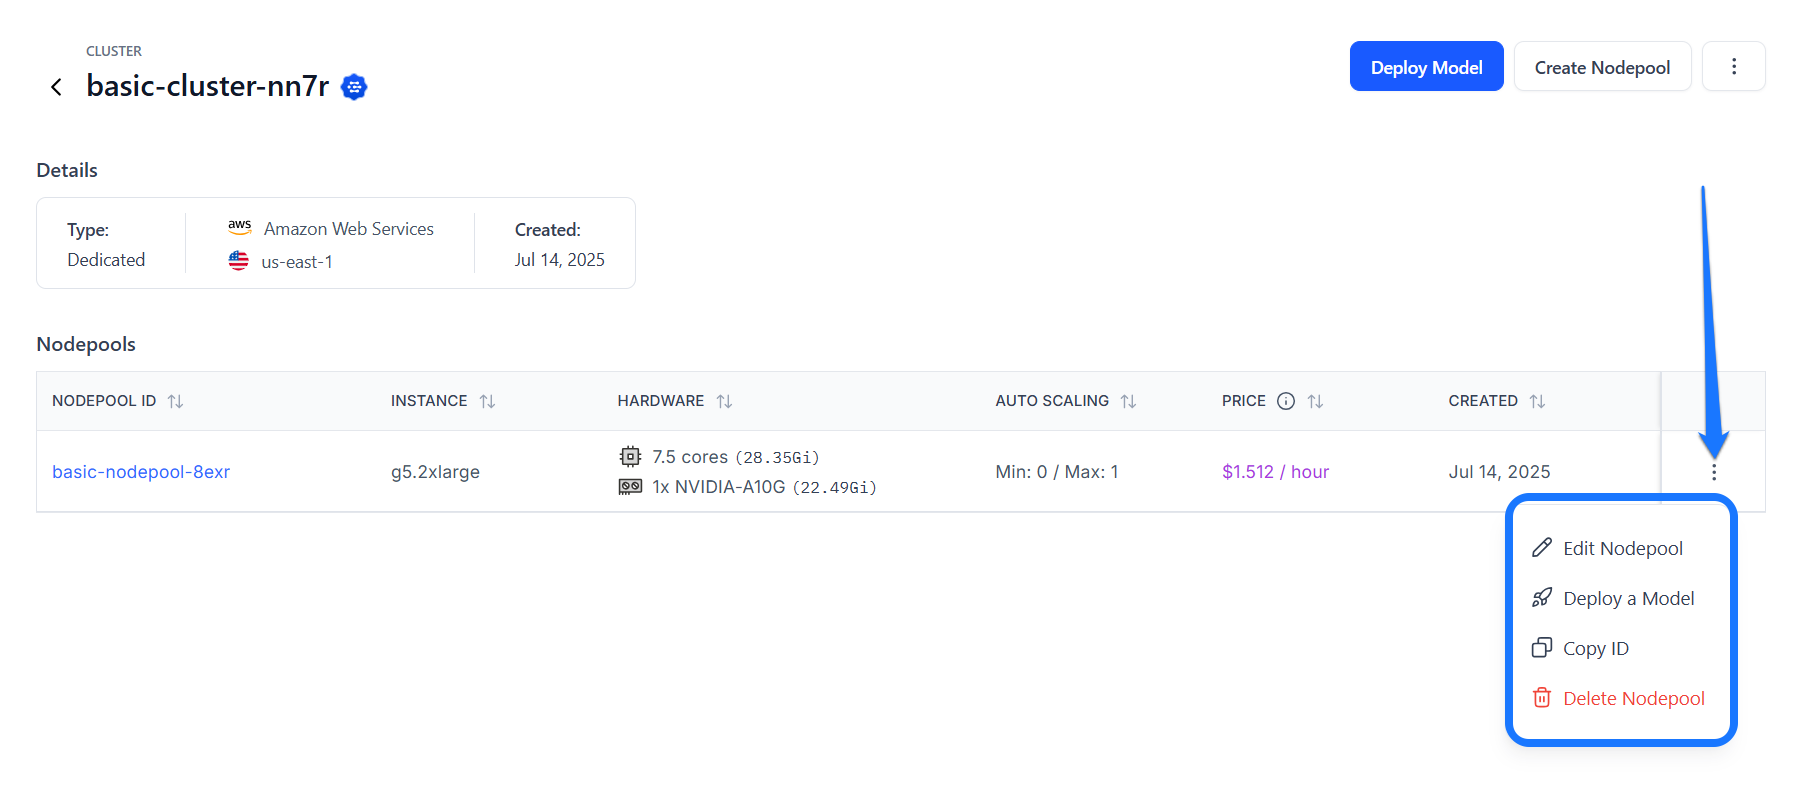 CLUSTER
basic-cluster-nn7r
Deploy Model
Create Nodepool
Details
Type:
Dedicated
aws Amazon Web Services
us-east-1
Created:
Jul 14, 2025
Nodepools
NODEPOOL ID INSTANCE HARDWARE AUTO SCALING PRICE CREATED
basic-nodepool-8exr g5.2xlarge 7.5 cores (28.35Gi) Min: 0 / Max: 1 $1.512 / hour Jul 14, 2025
1x NVIDIA-A10G (22.49Gi)
Edit Nodepool
Deploy a Model
Copy ID
Delete Nodepool